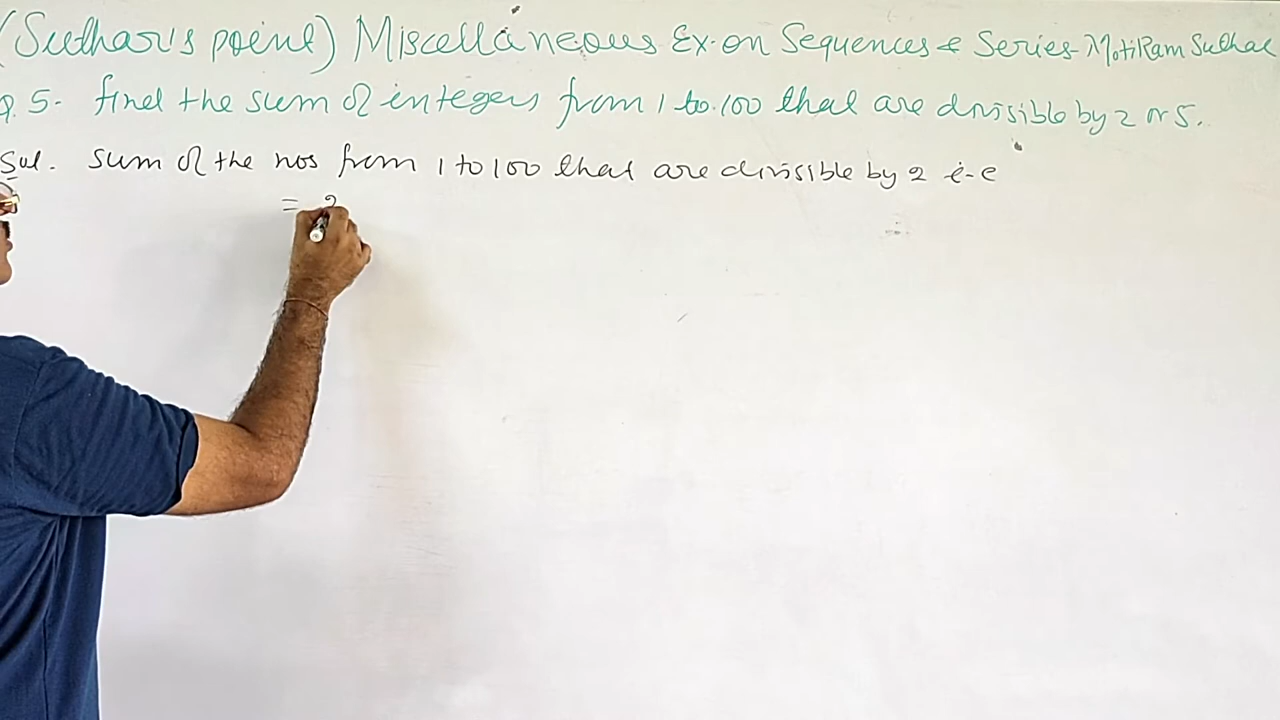 (Suthar's point) Miscellaneous Ex. on Sequences & Series - MotiRam Suthar
Q. 5- find the sum of integers from 1 to 100 that are divisible by 2 or 5.
Sol. Sum of the nos from 1 to 100 that are divisible by 2 i-e
= 2